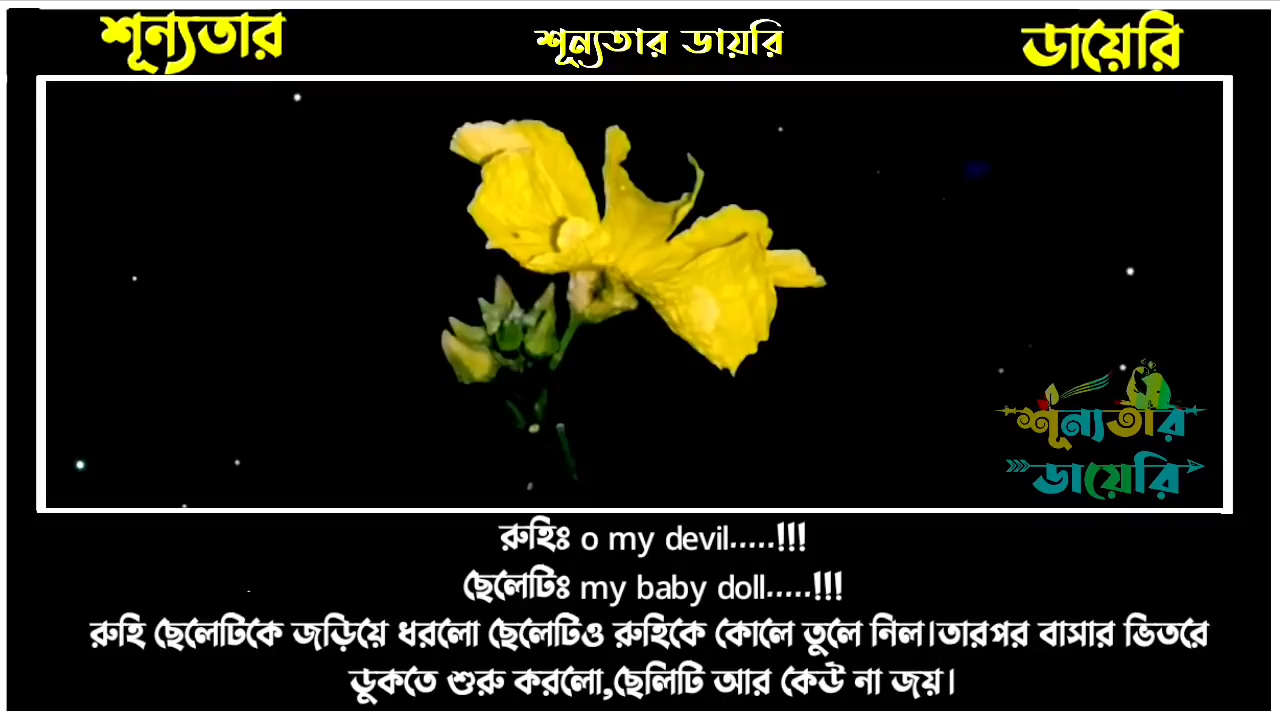 শূন্যতার
শূন্যতার ডায়রি
ডায়েরি
শূন্যতার
ডায়েরি
রুহিঃ o my devil.....!!!
ছেলেটিঃ my baby doll.....!!!
রুহি ছেলেটিকে জড়িয়ে ধরলো ছেলেটিও রুহিকে কোলে তুলে নিল।তারপর বাসার ভিতরে
ডুকতে শুরু করলো,ছেলিটি আর কেউ না জয়।